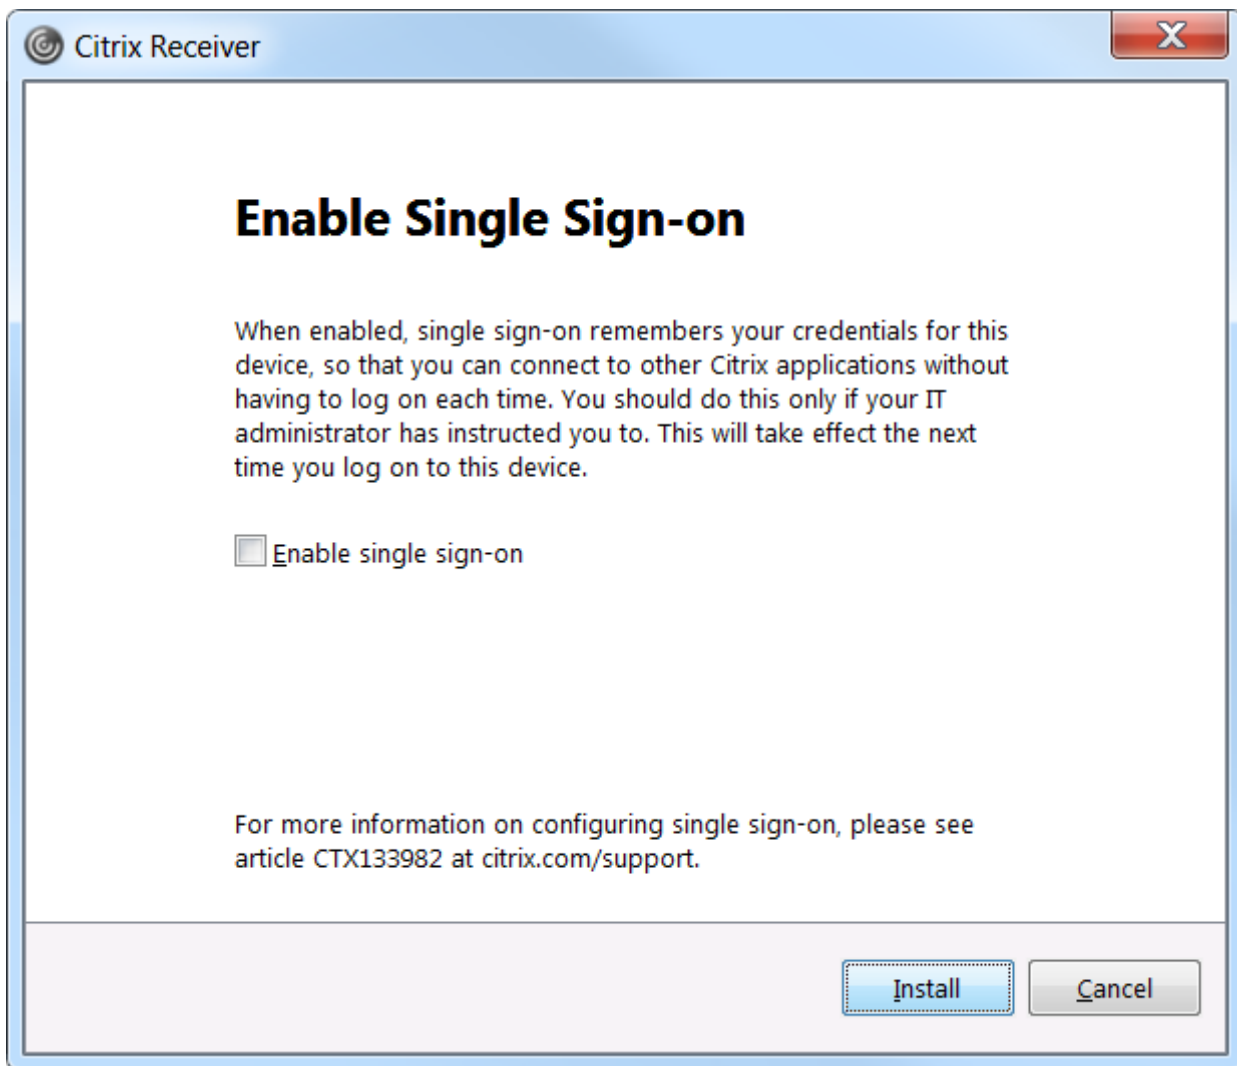 Citrix Receiver
Enable Single Sign-on
When enabled, single sign-on remembers your credentials for this
device, so that you can connect to other Citrix applications without
having to log on each time. You should do this only if your IT
administrator has instructed you to. This will take effect the next
time you log on to this device.
Enable single sign-on
For more information on configuring single sign-on, please see
article CTX133982 at citrix.com/support.
Install
Cancel